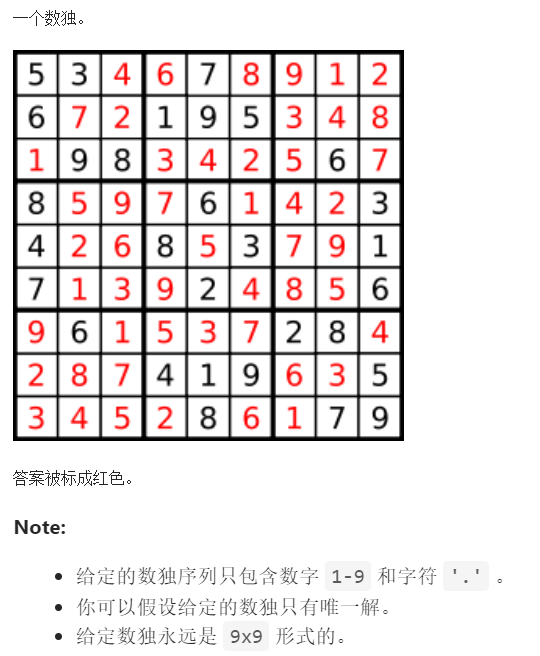 一个数独。
5 3 4 6 7 8 9 1 2
6 7 2 1 9 5 3 4 8
1 9 8 3 4 2 5 6 7
8 5 9 7 6 1 4 2 3
4 2 6 8 5 3 7 9 1
7 1 3 9 2 4 8 5 6
9 6 1 5 3 7 2 8 4
2 8 7 4 1 9 6 3 5
3 4 5 2 8 6 1 7 9
答案被标成红色。
Note:
• 给定的数独序列只包含数字 1-9 和字符 '.' 。
• 你可以假设给定的数独只有唯一解。
• 给定数独永远是 9x9 形式的。